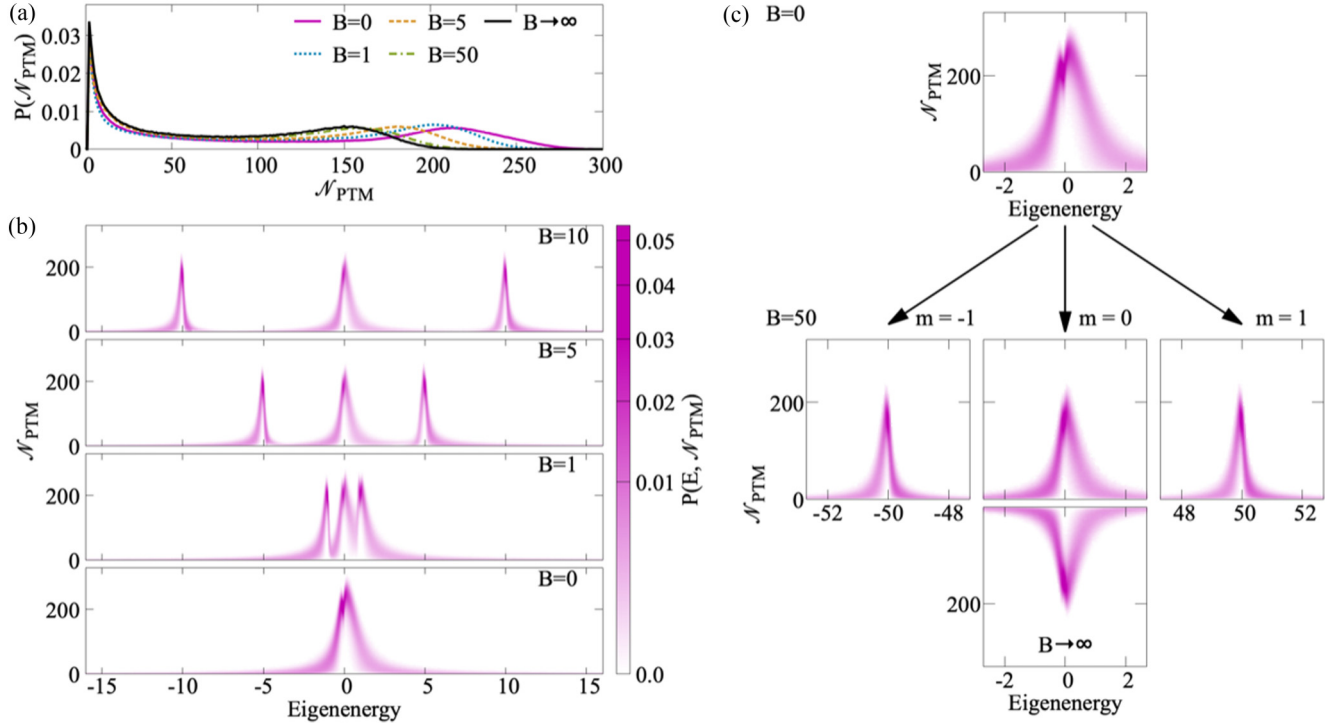 (a)
P(𝒩PTM)
0.03
0.02
0.01
0
B=0
B=5
B→∞
B=1
B=50
0 50 100 150 200 250 300
𝒩PTM
(b)
𝒩PTM
B=10
200
0
B=5
200
0
B=1
200
0
B=0
200
0
-15 -10 -5 0 5 10 15
Eigenenergy
0.05
0.04
0.03
0.02
0.01
0.0
P(E, 𝒩PTM)
(c)
B=0
𝒩PTM
200
0
-2 0 2
Eigenenergy
B=50
m = -1
m = 0
m = 1
𝒩PTM
200
0
-52 -50 -48
48 50 52
200
B→∞
-2 0 2
Eigenenergy